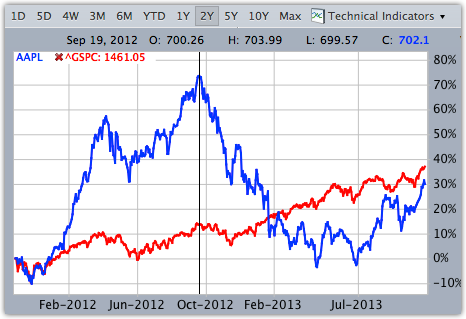 1D 5D 4W 3M 6M YTD 1Y 2Y 5Y 10Y Max Technical Indicators ▼
Sep 19, 2012 O: 700.26 H: 703.99 L: 699.57 C: 702.1
AAPL ✖^GSPC: 1461.05
80%
70%
60%
50%
40%
30%
20%
10%
0%
-10%
Feb-2012 Jun-2012 Oct-2012 Feb-2013 Jul-2013